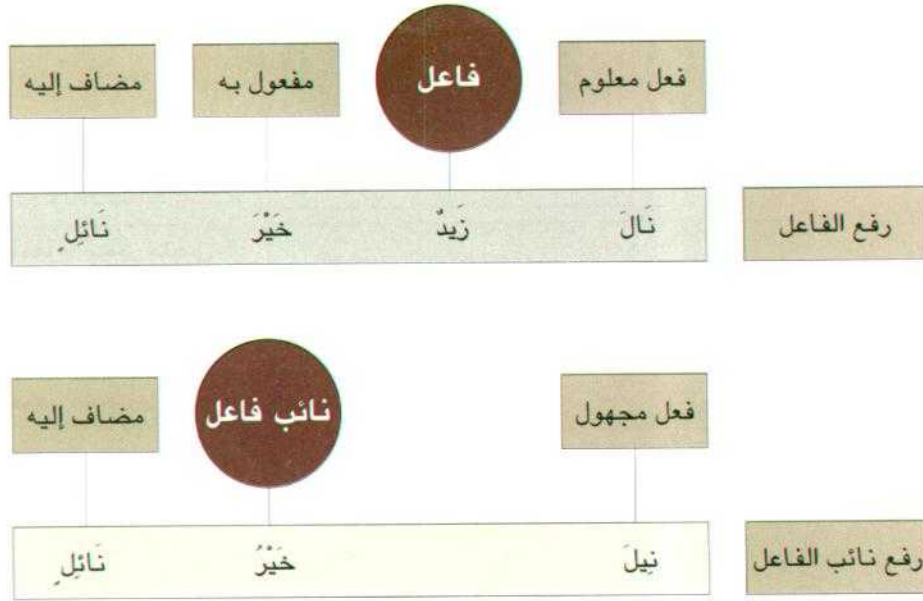 فعل معلوم فاعل مفعول به مضاف إليه
رفع الفاعل نَالَ زَيدٌ خَيْرَ نَائِلٍ
فعل مجهول نائب فاعل مضاف إليه
رفع نائب الفاعل نِيلَ خَيْرُ نَائِلٍ